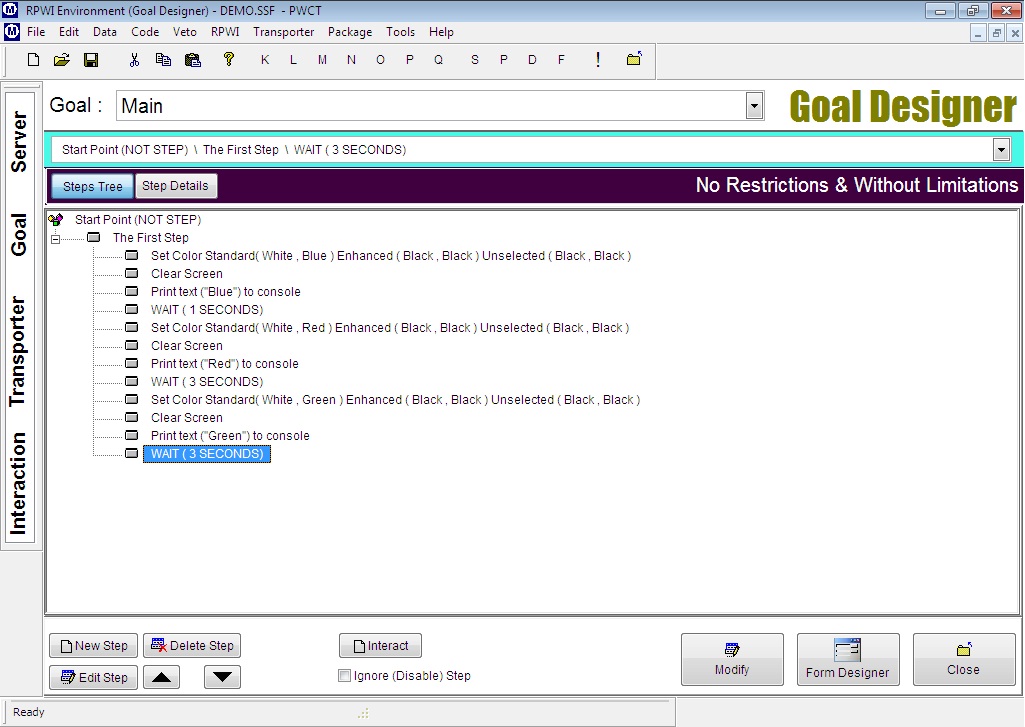 RPWI Environment (Goal Designer) - DEMO.SSF - PWCT
File Edit Data Code Veto RPWI Transporter Package Tools Help
K L M N O P Q S P D F !
Goal : Main
Goal Designer
Start Point (NOT STEP) \ The First Step \ WAIT ( 3 SECONDS)
Steps Tree Step Details No Restrictions & Without Limitations
Server
Goal
Transporter
Interaction
Start Point (NOT STEP)
The First Step
Set Color Standard( White , Blue ) Enhanced ( Black , Black ) Unselected ( Black , Black )
Clear Screen
Print text ("Blue") to console
WAIT ( 1 SECONDS)
Set Color Standard( White , Red ) Enhanced ( Black , Black ) Unselected ( Black , Black )
Clear Screen
Print text ("Red") to console
WAIT ( 3 SECONDS)
Set Color Standard( White , Green ) Enhanced ( Black , Black ) Unselected ( Black , Black )
Clear Screen
Print text ("Green") to console
WAIT ( 3 SECONDS)
New Step Delete Step Interact
Edit Step Ignore (Disable) Step
Modify Form Designer Close
Ready